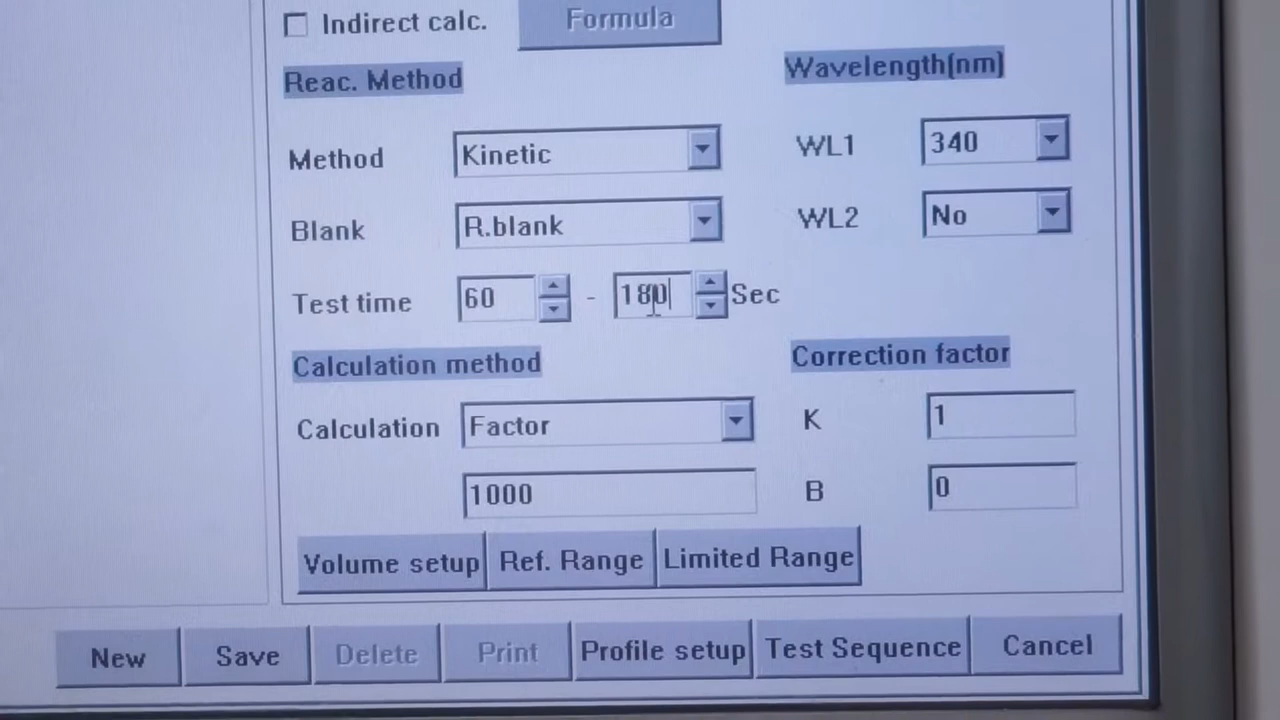 Indirect calc. Formula
Reac. Method Wavelength(nm)
Method Kinetic WL1 340
Blank R.blank WL2 No
Test time 60 - 180 Sec
Calculation method Correction factor
Calculation Factor K 1
1000 B 0
Volume setup Ref. Range Limited Range
New Save Delete Print Profile setup Test Sequence Cancel